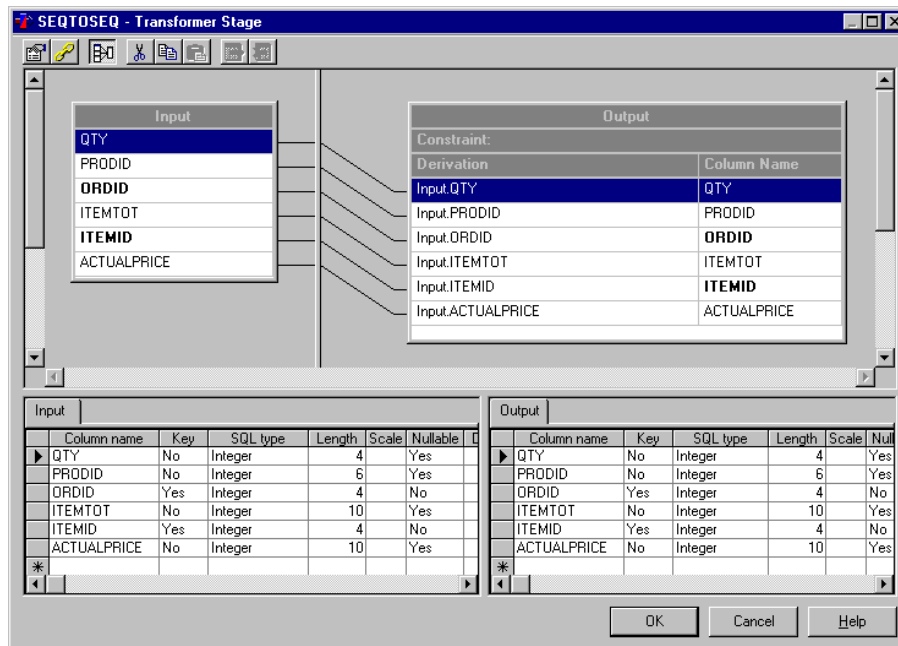 SEQTOSEQ - Transformer Stage
Input
QTY
PRODID
ORDID
ITEMTOT
ITEMID
ACTUALPRICE
Output
Constraint:
Derivation Column Name
Input.QTY QTY
Input.PRODID PRODID
Input.ORDID ORDID
Input.ITEMTOT ITEMTOT
Input.ITEMID ITEMID
Input.ACTUALPRICE ACTUALPRICE
Input
Column name Key SQL type Length Scale Nullable D
QTY No Integer 4 Yes
PRODID No Integer 6 Yes
ORDID Yes Integer 4 No
ITEMTOT No Integer 10 Yes
ITEMID Yes Integer 4 No
ACTUALPRICE No Integer 10 Yes
Output
Column name Key SQL type Length Scale Null
QTY No Integer 4 Yes
PRODID No Integer 6 Yes
ORDID Yes Integer 4 No
ITEMTOT No Integer 10 Yes
ITEMID Yes Integer 4 No
ACTUALPRICE No Integer 10 Yes
OK Cancel Help